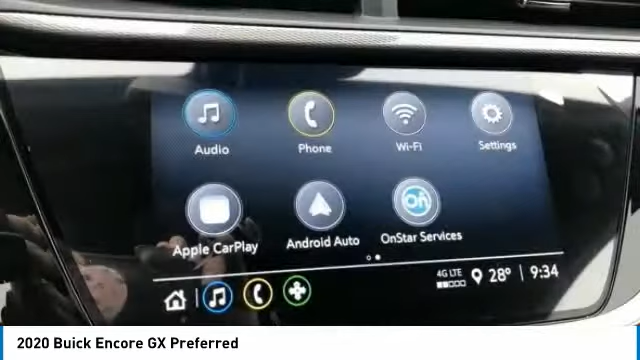 Audio Phone Wi-Fi Settings
On
Apple CarPlay Android Auto OnStar Services
4G LTE 28° 9:34
2020 Buick Encore GX Preferred